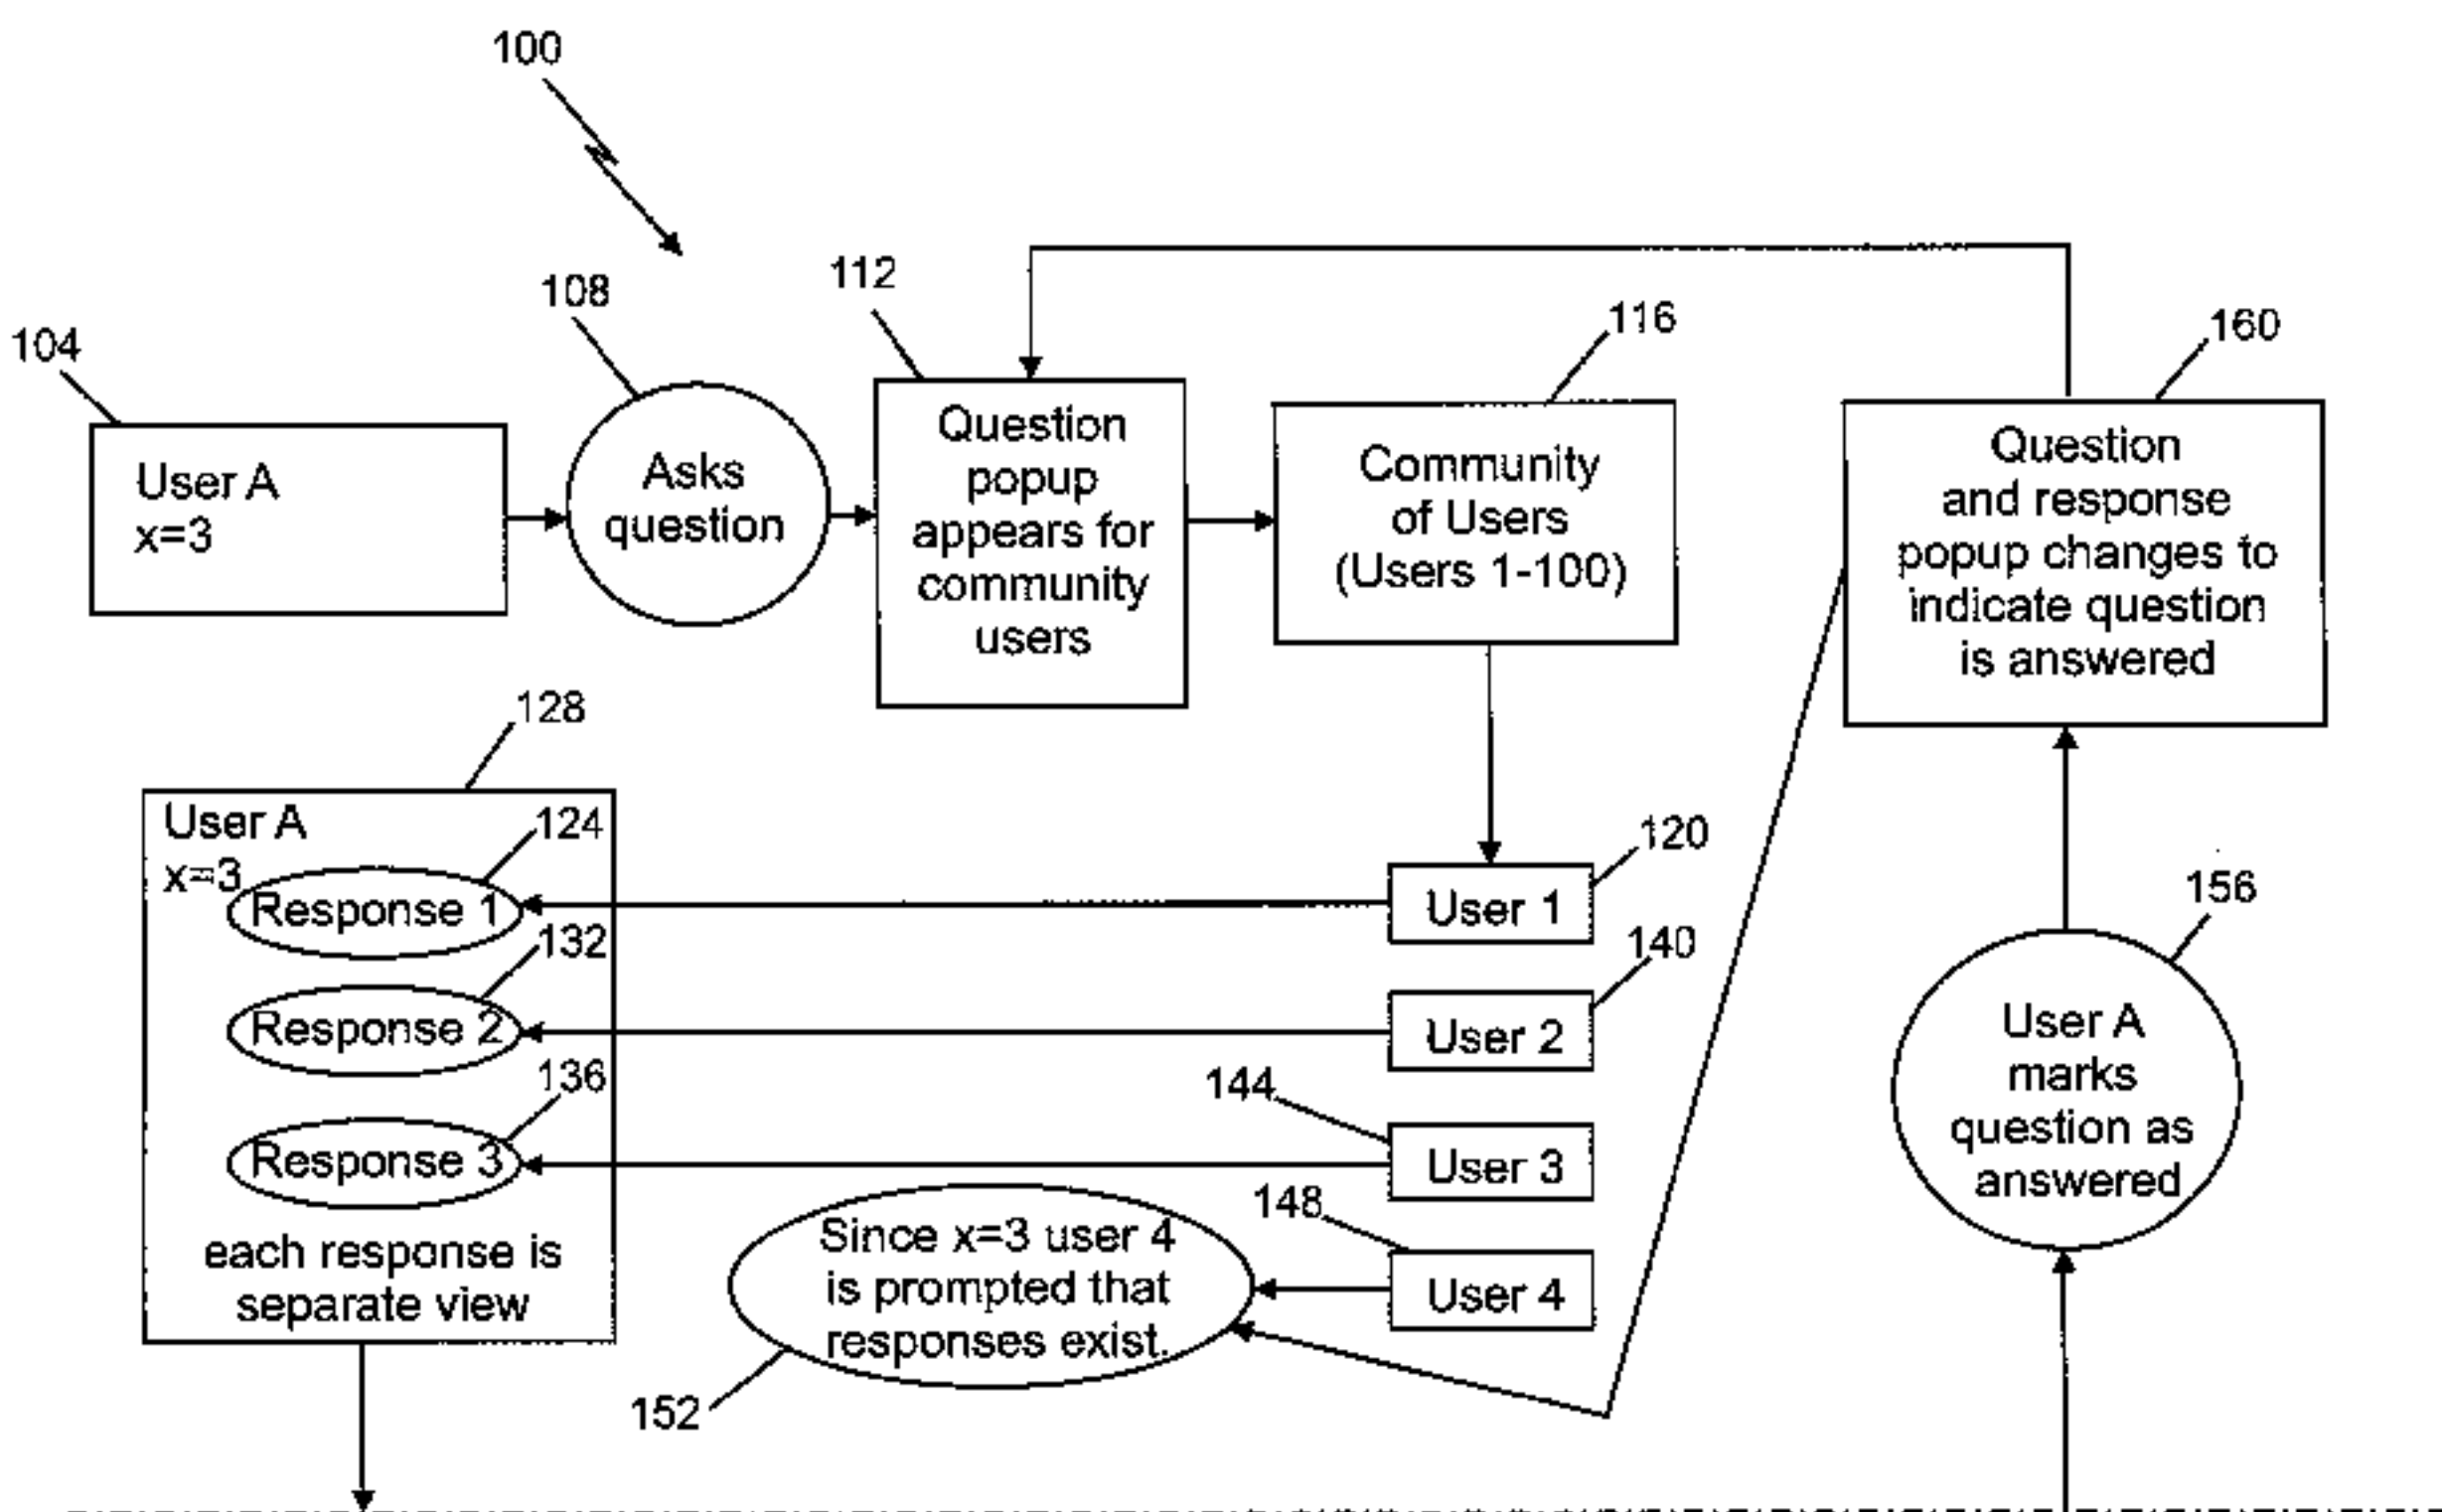 100
108
112
116
160
104
User A
x=3
Asks
question
Question
popup
appears for
community
users
Community
of Users
(Users 1-100)
Question
and response
popup changes to
indicate question
is answered
128
User A
x=3
124
Response 1
132
Response 2
136
Response 3
each response is
separate view
120
User 1
140
User 2
144
User 3
148
User 4
Since x=3 user 4
is prompted that
responses exist.
152
156
User A
marks
question as
answered